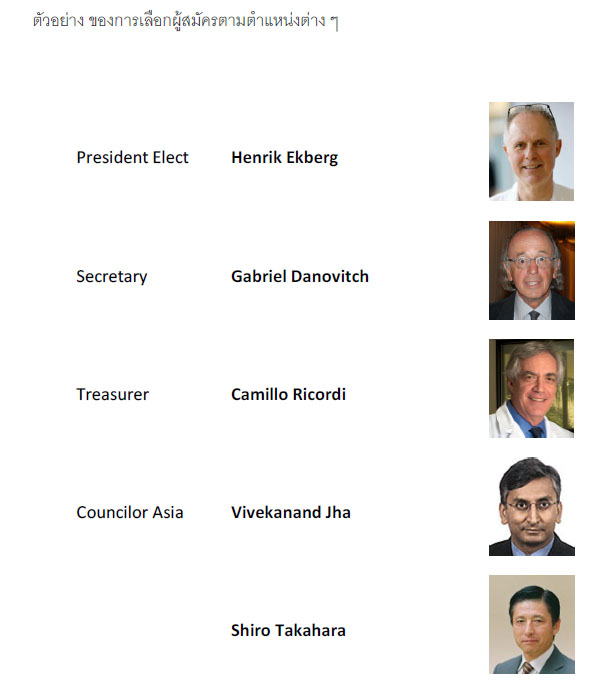 ตัวอย่าง ของการเลือกผู้สมัครตามตำแหน่งต่าง ๆ
President Elect Henrik Ekberg
Secretary Gabriel Danovitch
Treasurer Camillo Ricordi
Councilor Asia Vivekanand Jha
Shiro Takahara